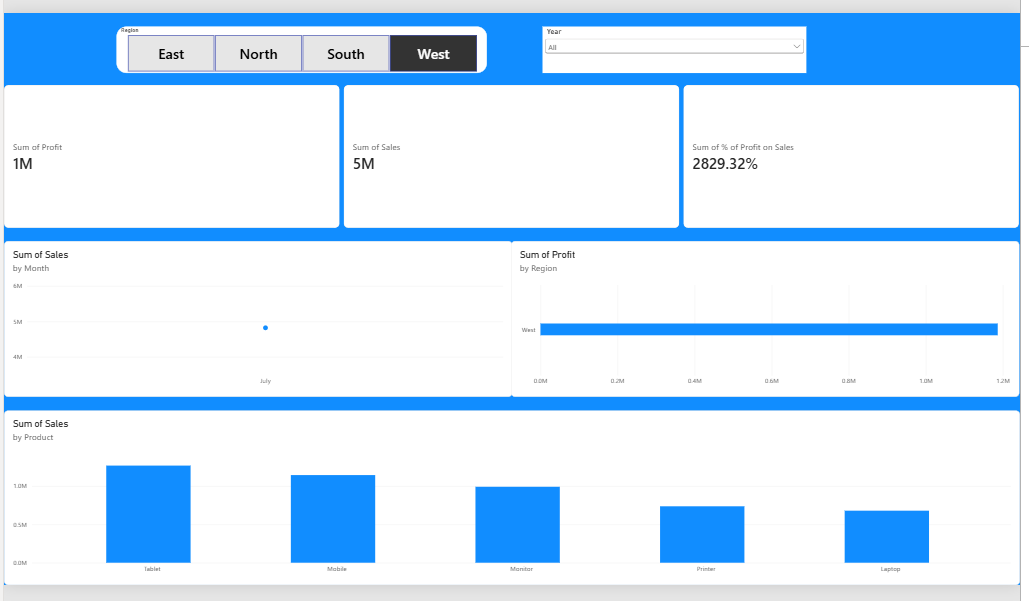 Region
East North South West
Year
All
Sum of Profit
1M
Sum of Sales
5M
Sum of % of Profit on Sales
2829.32%
Sum of Sales
by Month
6M
5M
4M
July
Sum of Profit
by Region
West
0.0M 0.2M 0.4M 0.6M 0.8M 1.0M 1.2M
Sum of Sales
by Product
1.0M
0.5M
0.0M
Tablet Mobile Monitor Printer Laptop